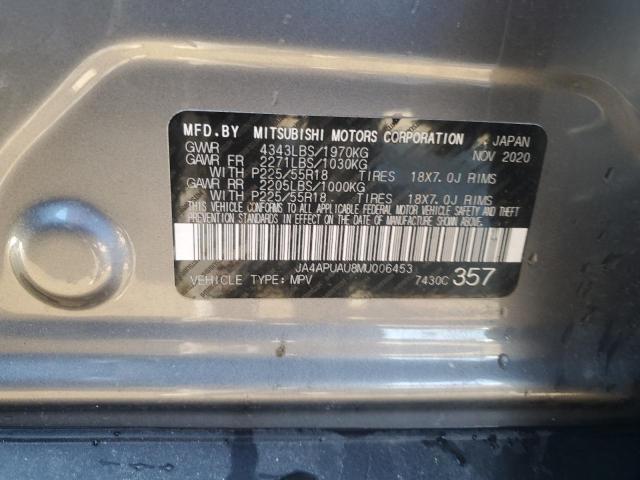 MFD.BY MITSUBISHI MOTORS CORPORATION JAPAN
GVWR 4343LBS/1970KG NOV 2020
GAWR FR 2271LBS/1030KG
WITH P225/55R18 TIRES 18X7.0J RIMS
GAWR RR 2205LBS/1000KG
WITH P225/55R18 TIRES 18X7.0J RIMS
THIS VEHICLE CONFORMS TO ALL APPLICABLE FEDERAL MOTOR VEHICLE SAFETY AND THEFT
PREVENTION STANDARDS IN EFFECT ON THE DATE OF MANUFACTURE SHOWN ABOVE.
JA4APUAU8MU006453
VEHICLE TYPE: MPV 7430C 357